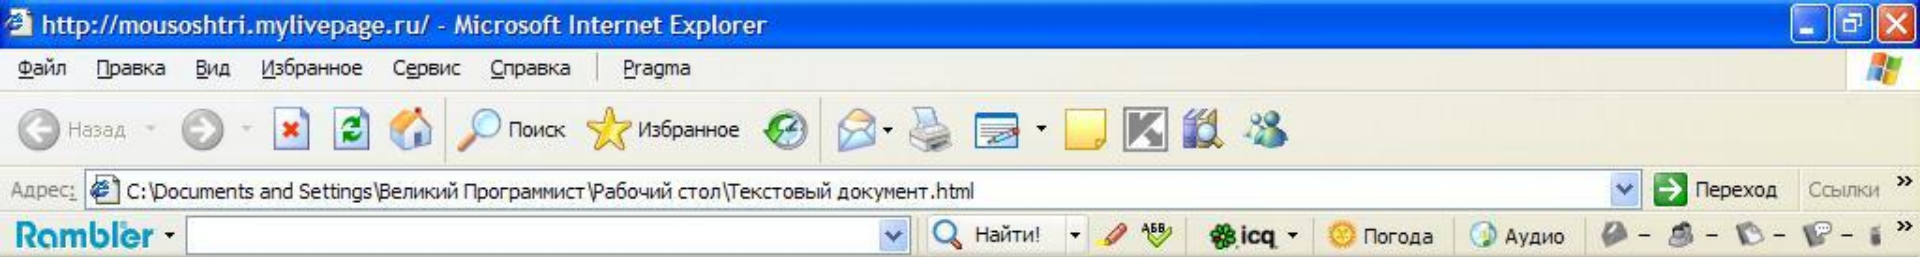 http://mousoshtri.mylivepage.ru/ - Microsoft Internet Explorer
Файл Правка Вид Избранное Сервис Справка Pragma
Назад Поиск Избранное
Адрес: C:\Documents and Settings\Великий Программист\Рабочий стол\Текстовый документ.html Переход Ссылки »
Rambler Найти! АБВ icq Погода Аудио »